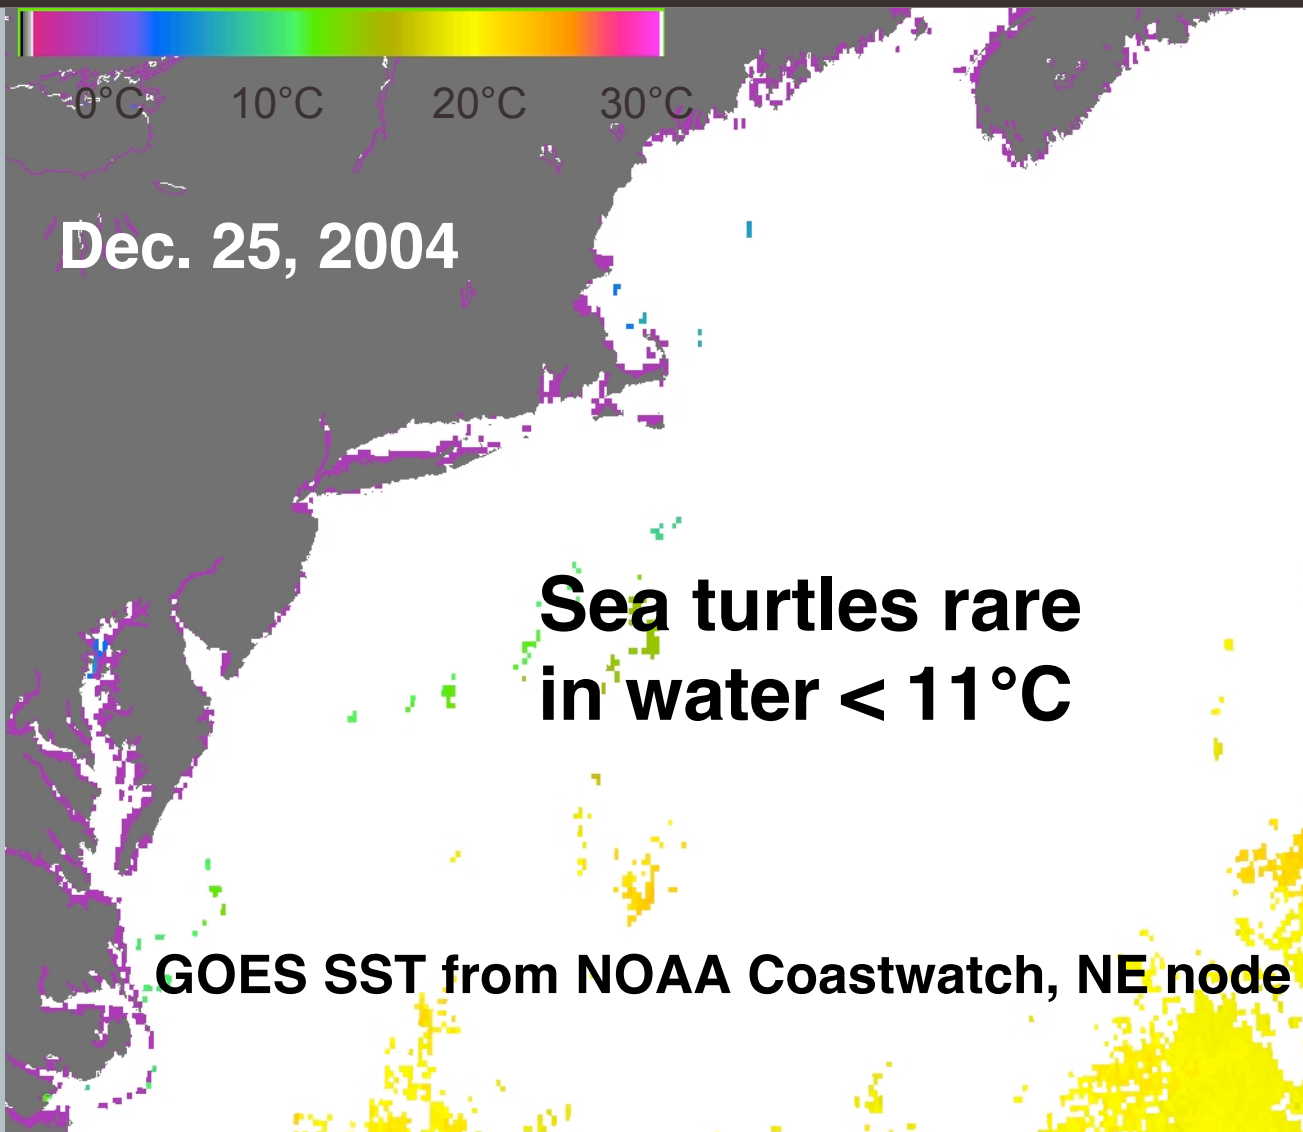 0°C 10°C 20°C 30°C
Dec. 25, 2004
Sea turtles rare
in water < 11°C
GOES SST from NOAA Coastwatch, NE node